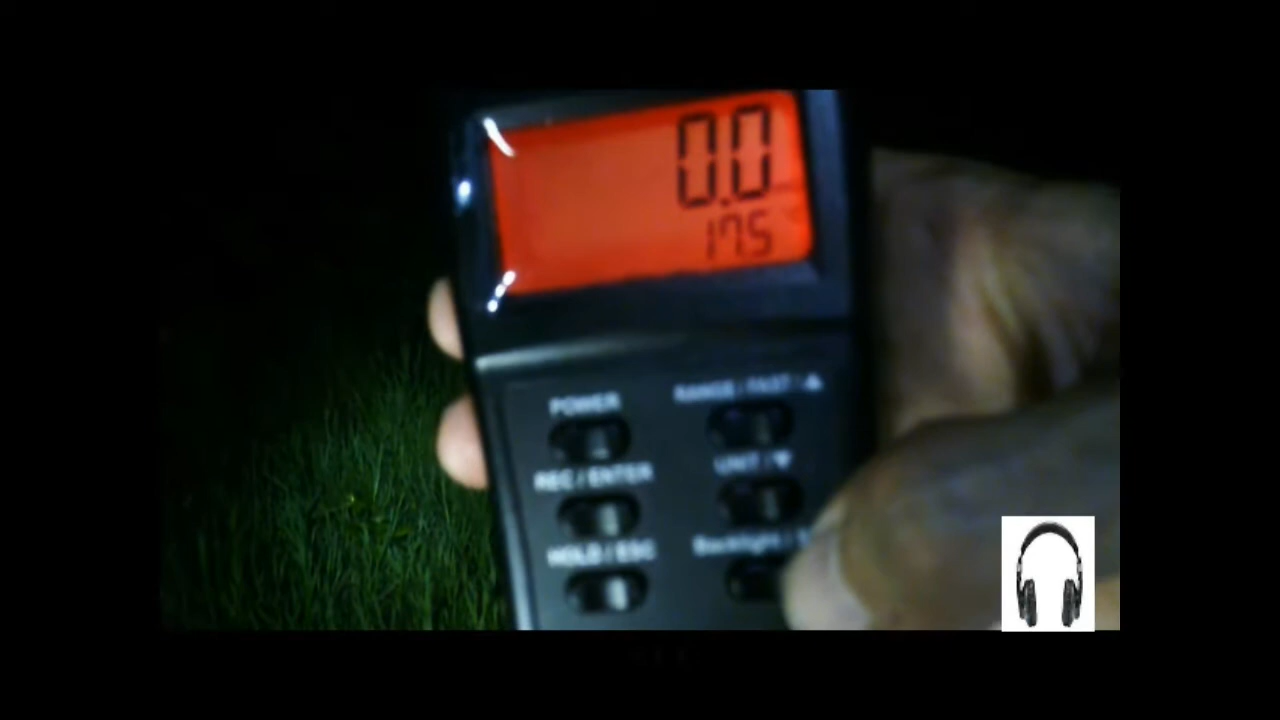 0.0
17.5
POWER
RANGE / FAST / ▲
REC / ENTER
UNIT / ▼
HOLD / ESC
Backlight /